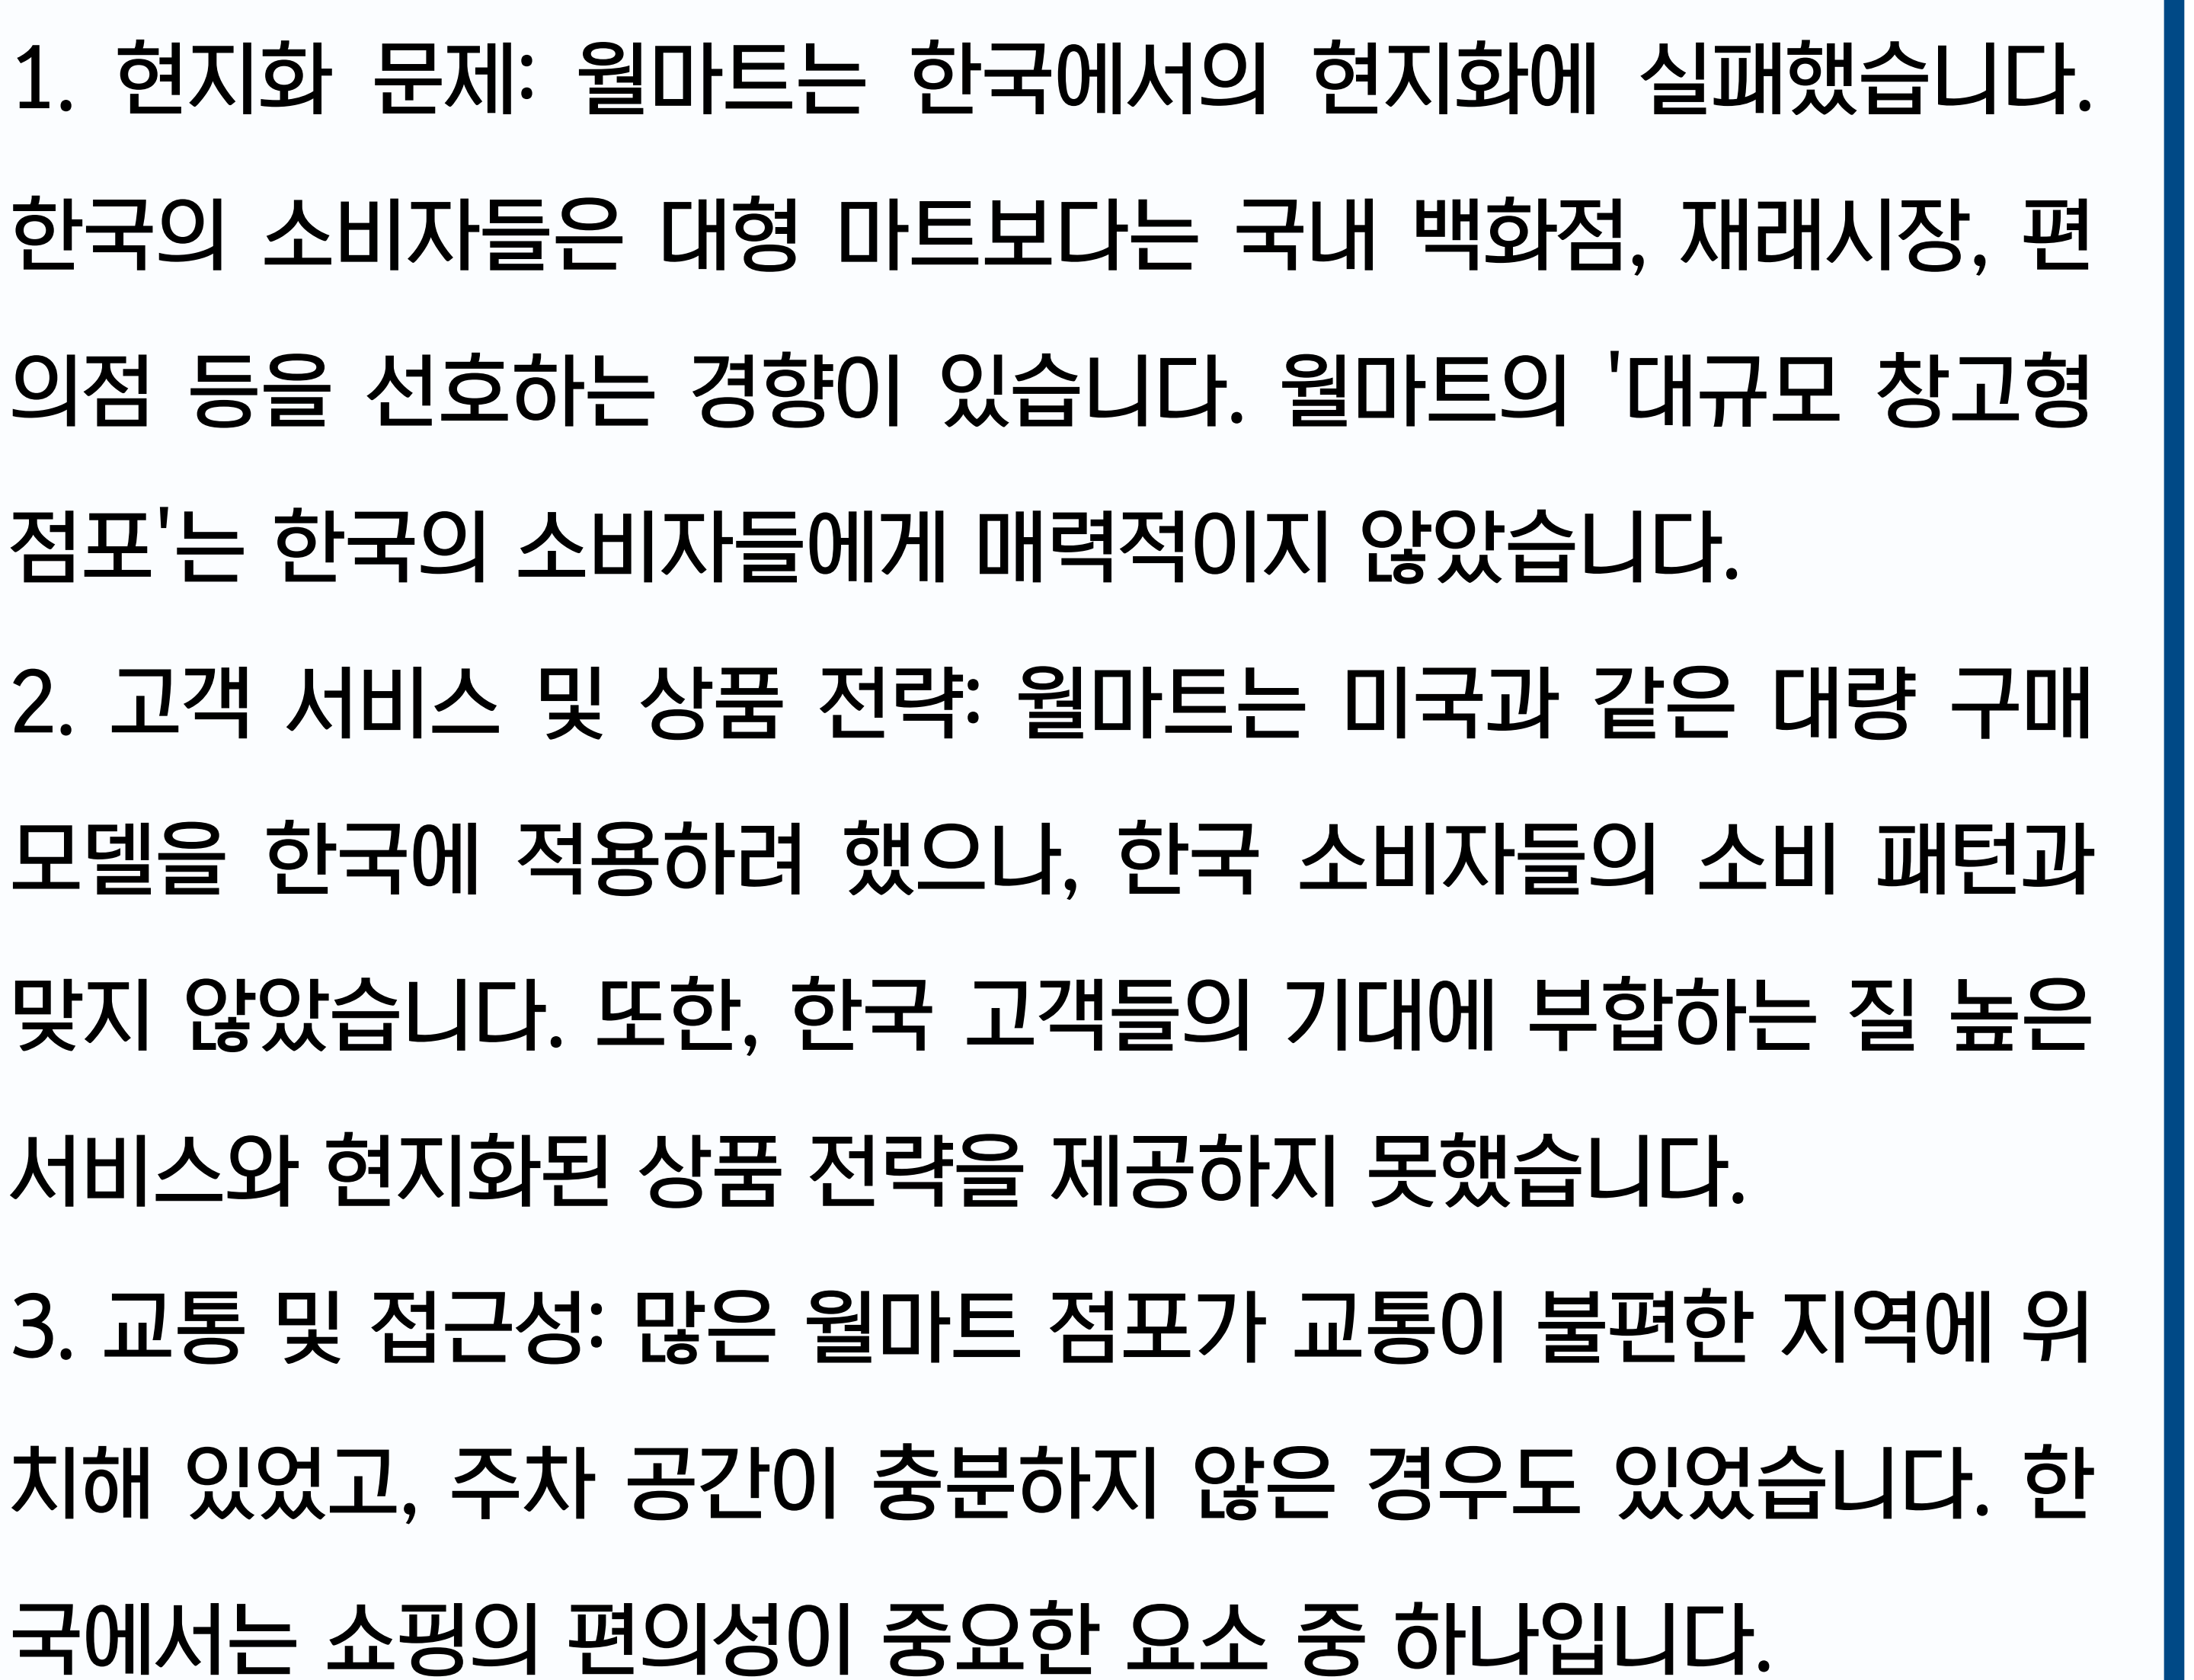 1. 현지화 문제: 월마트는 한국에서의 현지화에 실패했습니다.
한국의 소비자들은 대형 마트보다는 국내 백화점, 재래시장, 편
의점 등을 선호하는 경향이 있습니다. 월마트의 '대규모 창고형
점포'는 한국의 소비자들에게 매력적이지 않았습니다.
2. 고객 서비스 및 상품 전략: 월마트는 미국과 같은 대량 구매
모델을 한국에 적용하려 했으나, 한국 소비자들의 소비 패턴과
맞지 않았습니다. 또한, 한국 고객들의 기대에 부합하는 질 높은
서비스와 현지화된 상품 전략을 제공하지 못했습니다.
3. 교통 및 접근성: 많은 월마트 점포가 교통이 불편한 지역에 위
치해 있었고, 주차 공간이 충분하지 않은 경우도 있었습니다. 한
국에서는 쇼핑의 편의성이 중요한 요소 중 하나입니다.